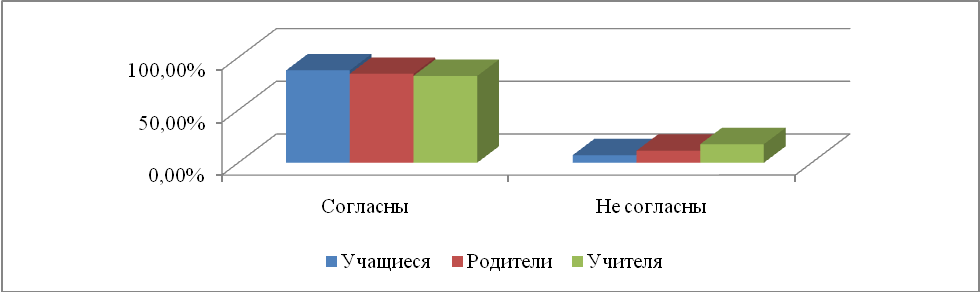 100,00%
50,00%
0,00%
Согласны Не согласны
Учащиеся Родители Учителя